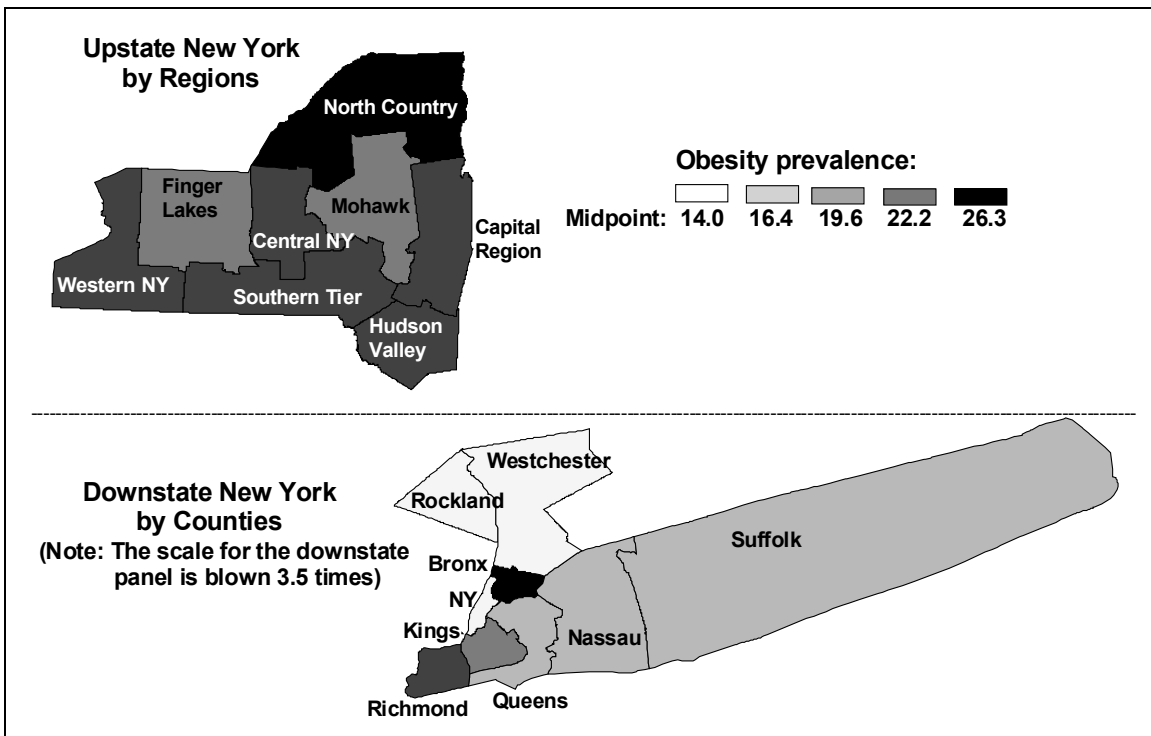 Upstate New York
by Regions
North Country
Finger
Lakes
Mohawk
Central NY
Capital
Region
Western NY
Southern Tier
Hudson
Valley
Obesity prevalence:
Midpoint: 14.0 16.4 19.6 22.2 26.3
Downstate New York
by Counties
(Note: The scale for the downstate
panel is blown 3.5 times)
Westchester
Rockland
Suffolk
Bronx
NY
Kings
Nassau
Queens
Richmond